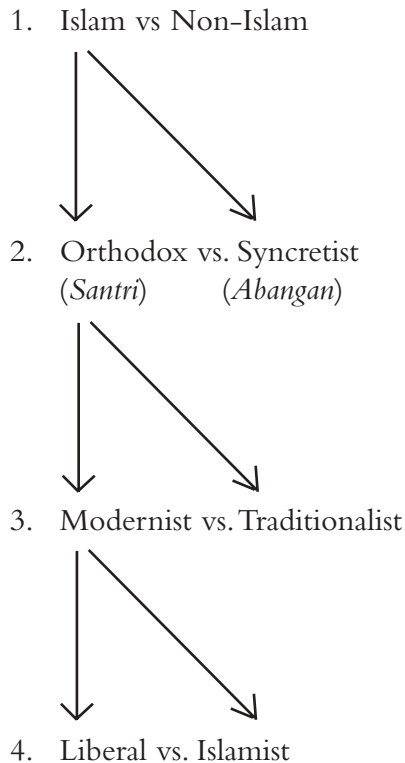 1. Islam vs Non-Islam
2. Orthodox vs. Syncretist
(Santri) (Abangan)
3. Modernist vs. Traditionalist
4. Liberal vs. Islamist